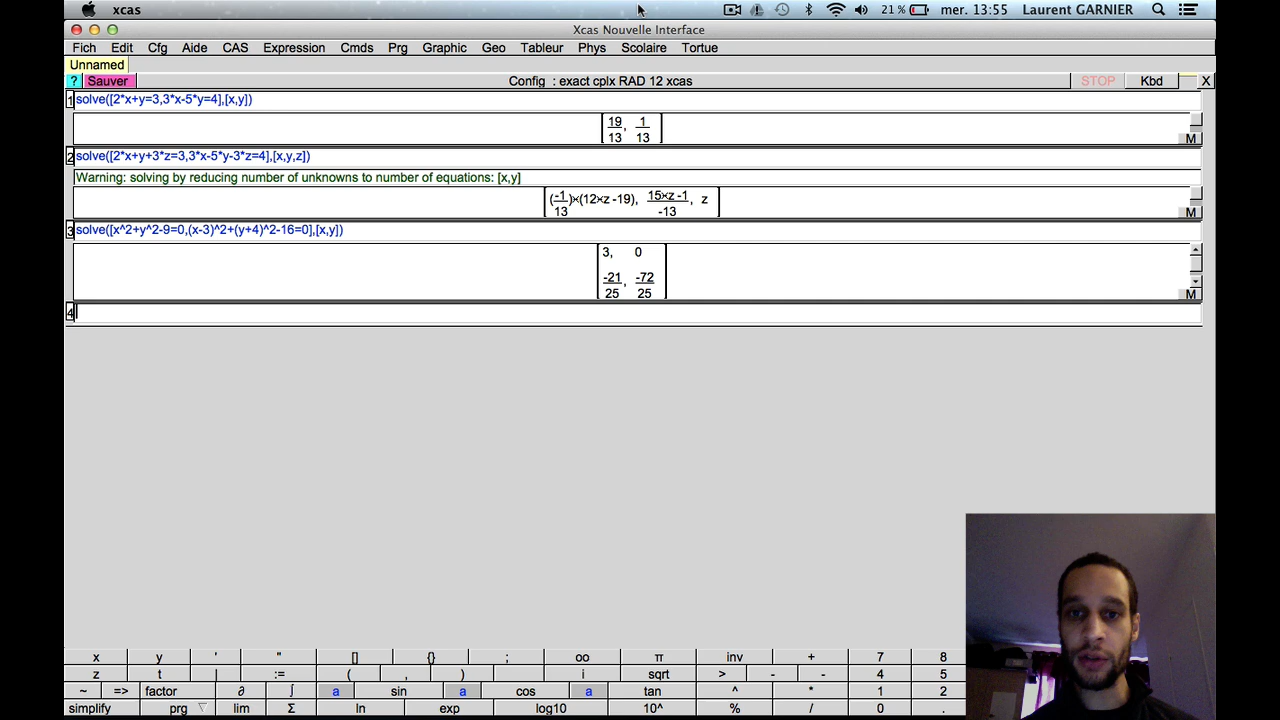 xcas 21% mer. 13:55 Laurent GARNIER
Xcas Nouvelle Interface
Fich Edit Cfg Aide CAS Expression Cmds Prg Graphic Geo Tableur Phys Scolaire Tortue
Unnamed
? Sauver Config : exact cplx RAD 12 xcas STOP Kbd X
1 solve([2*x+y=3,3*x-5*y=4],[x,y])
19/13, 1/13
M
2 solve([2*x+y+3*z=3,3*x-5*y-3*z=4],[x,y,z])
Warning: solving by reducing number of unknowns to number of equations: [x,y]
(-1/13)×(12×z -19), 15×z -1/-13, z
M
3 solve([x^2+y^2-9=0,(x-3)^2+(y+4)^2-16=0],[x,y])
3, 0
-21/25, -72/25
M
4
x y ' " [] {} ; oo π inv + 7 8
z t | := ( , ) i sqrt > - - 4 5
~ => factor ∂ ∫ a sin a cos a tan ^ * 1 2
simplify prg lim Σ ln exp log10 10^ % / 0 .